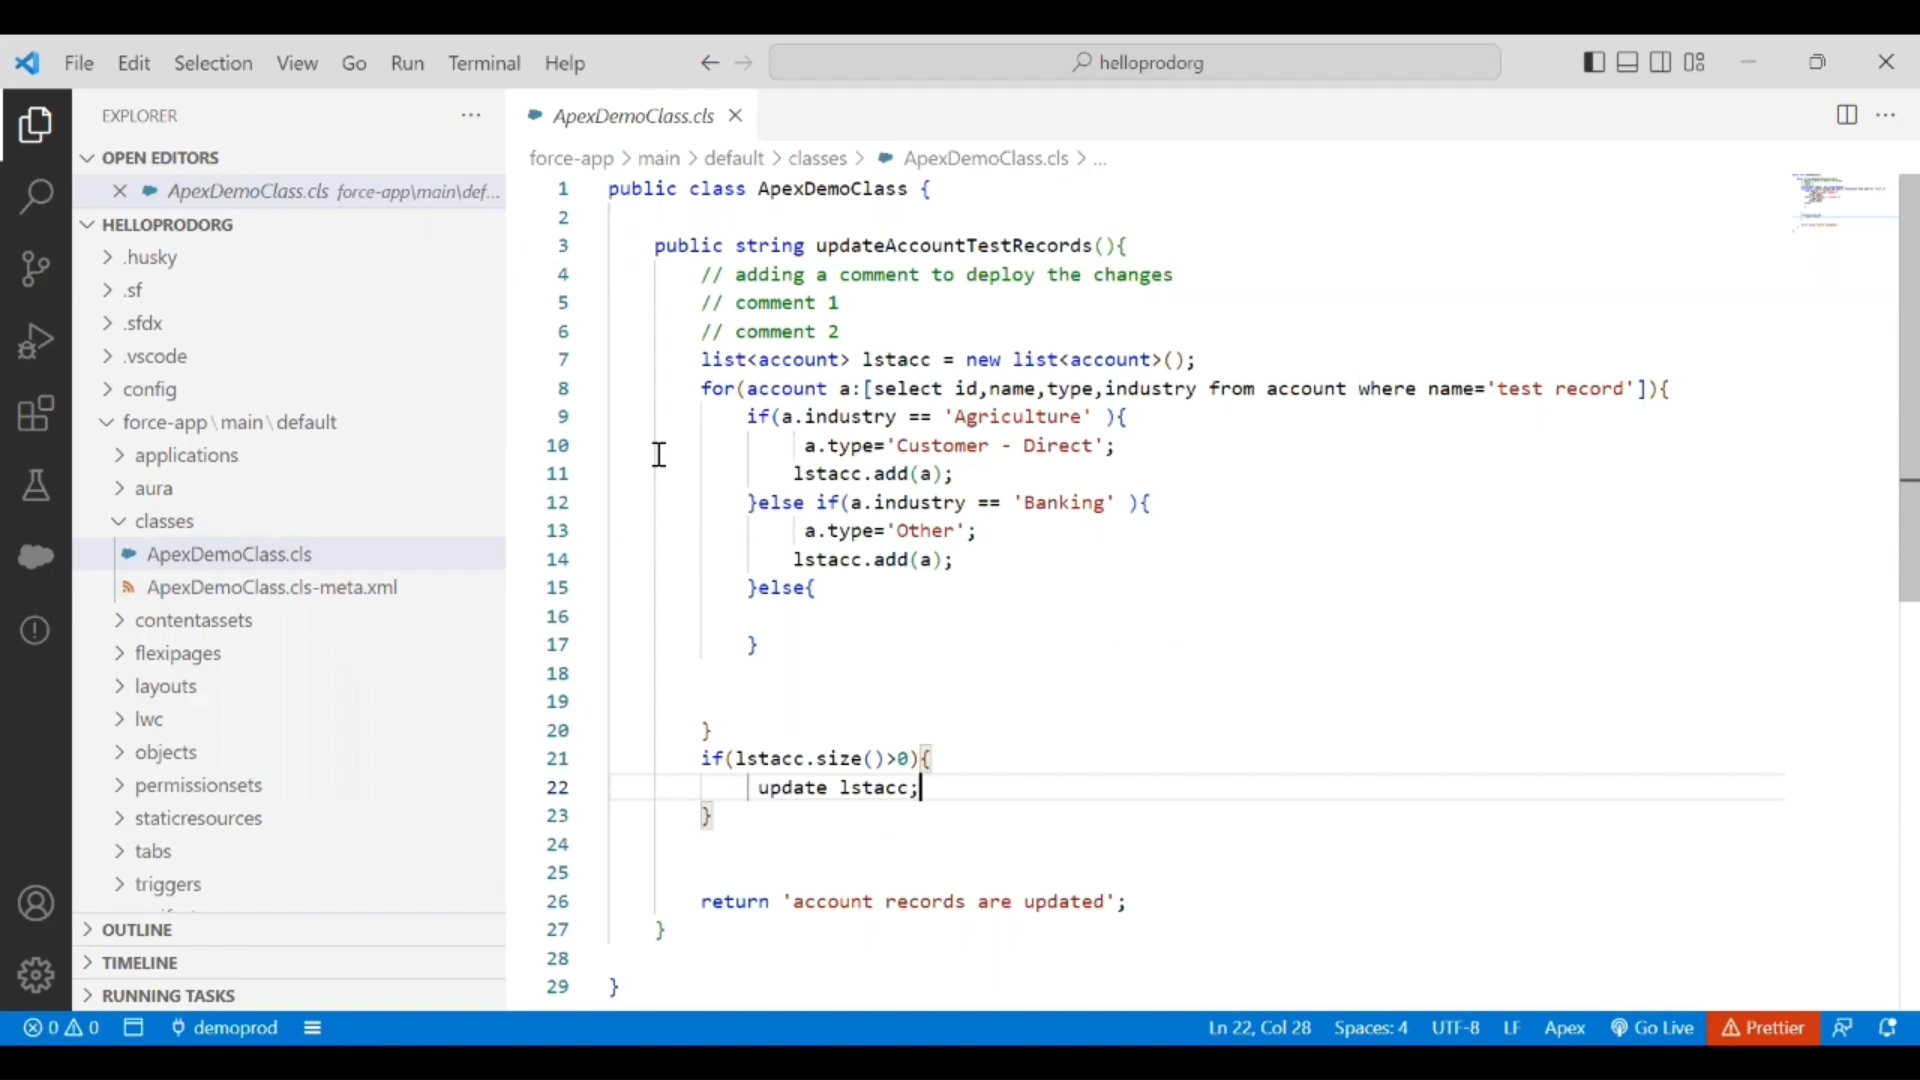 File Edit Selection View Go Run Terminal Help helloprodorg
EXPLORER
ApexDemoClass.cls
OPEN EDITORS
ApexDemoClass.cls force-app\main\def...
HELLOPRODORG
.husky
.sf
.sfdx
.vscode
config
force-app\main\default
applications
aura
classes
ApexDemoClass.cls
ApexDemoClass.cls-meta.xml
contentassets
flexipages
layouts
lwc
objects
permissionsets
staticresources
tabs
triggers
OUTLINE
TIMELINE
RUNNING TASKS
force-app > main > default > classes > ApexDemoClass.cls > ...
1 public class ApexDemoClass {
2
3 public string updateAccountTestRecords(){
4 // adding a comment to deploy the changes
5 // comment 1
6 // comment 2
7 list<account> lstacc = new list<account>();
8 for(account a:[select id,name,type,industry from account where name='test record']){
9 if(a.industry == 'Agriculture' ){
10 a.type='Customer - Direct';
11 lstacc.add(a);
12 }else if(a.industry == 'Banking' ){
13 a.type='Other';
14 lstacc.add(a);
15 }else{
16
17 }
18
19
20 }
21 if(lstacc.size()>0){
22 update lstacc;
23 }
24
25
26 return 'account records are updated';
27 }
28
29 }
0 0 demoprod Ln 22, Col 28 Spaces: 4 UTF-8 LF Apex Go Live Prettier